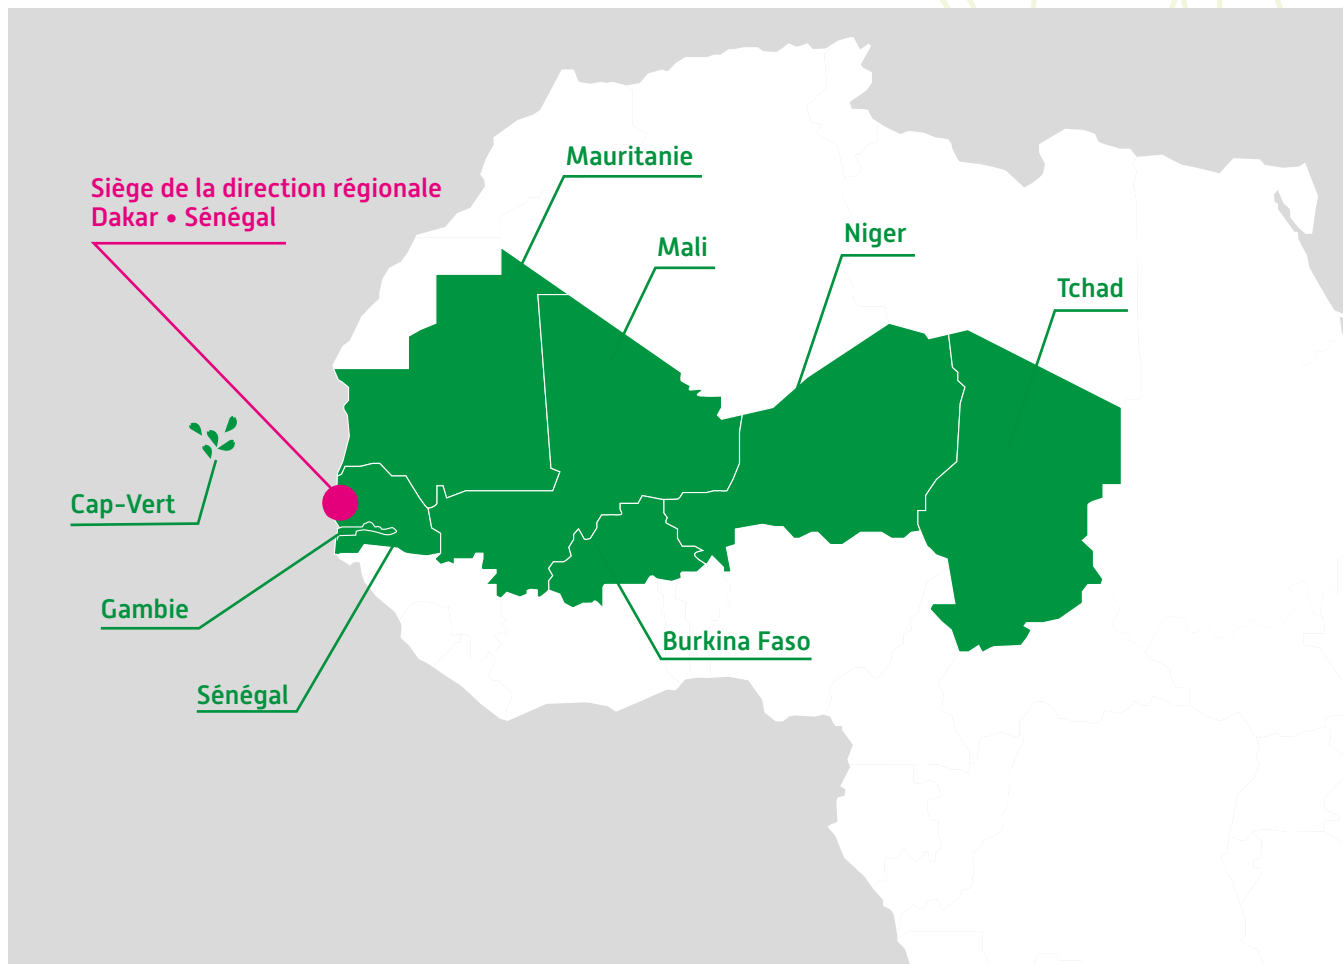 Mauritanie
Siège de la direction régionale
Dakar • Sénégal
Mali
Niger
Tchad
Cap-Vert
Gambie
Burkina Faso
Sénégal